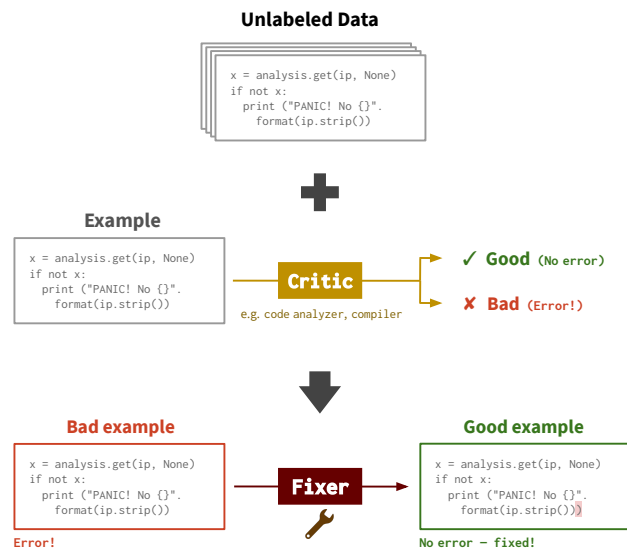 Unlabeled Data
x = analysis.get(ip, None)
if not x:
print ("PANIC! No {}".
format(ip.strip())
Example
x = analysis.get(ip, None)
if not x:
print ("PANIC! No {}".
format(ip.strip())
Critic
e.g. code analyzer, compiler
✓ Good (No error)
✘ Bad (Error!)
Bad example
x = analysis.get(ip, None)
if not x:
print ("PANIC! No {}".
format(ip.strip())
Error!
Fixer
Good example
x = analysis.get(ip, None)
if not x:
print ("PANIC! No {}".
format(ip.strip()))
No error – fixed!